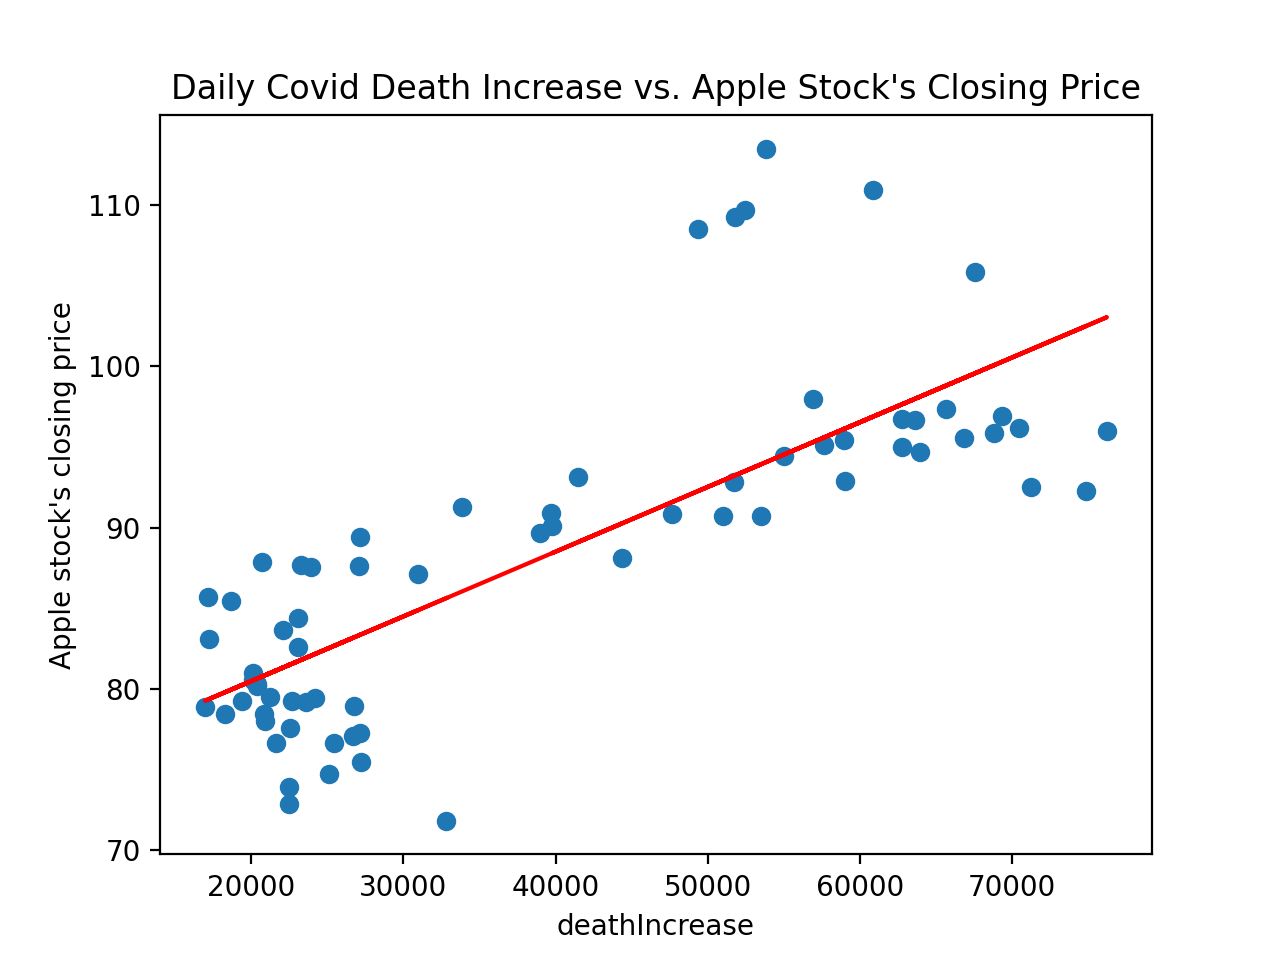 Daily Covid Death Increase vs. Apple Stock's Closing Price
Apple stock's closing price
110
100
90
80
70
20000 30000 40000 50000 60000 70000
deathIncrease